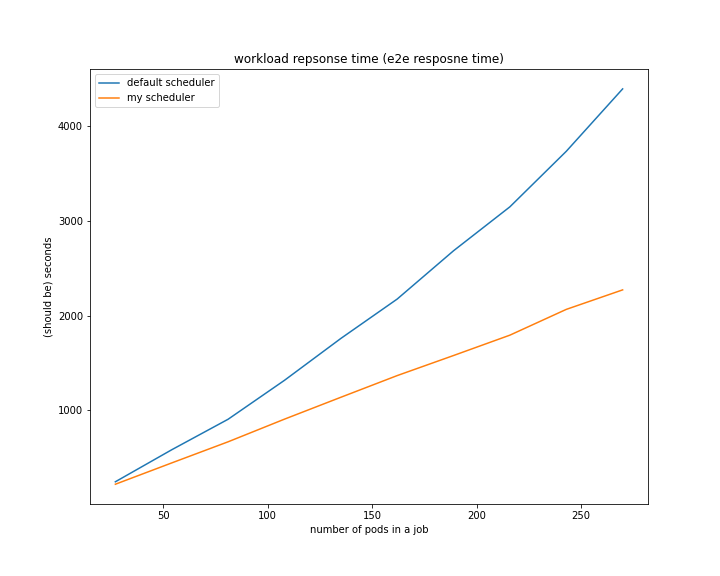 workload repsonse time (e2e resposne time)
default scheduler
my scheduler
4000
3000
2000
1000
(should be) seconds
50
100
150
200
250
number of pods in a job